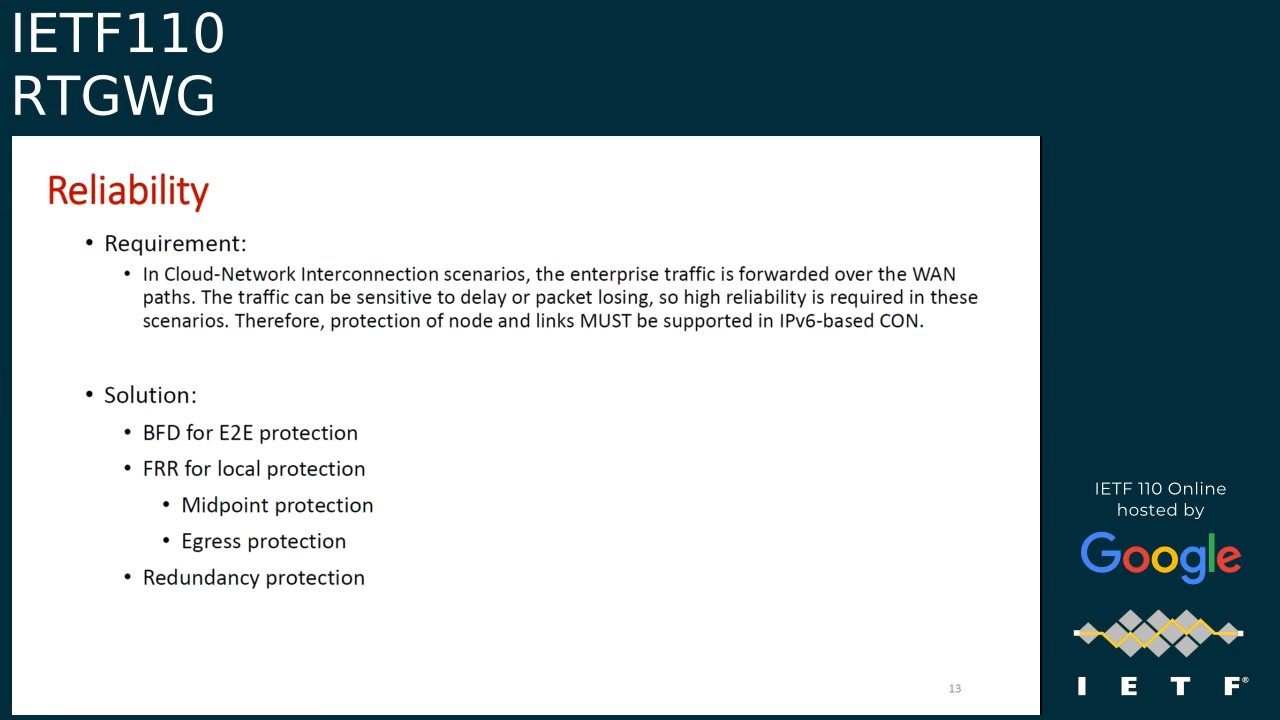 IETF110
RTGWG
Reliability
• Requirement:
• In Cloud-Network Interconnection scenarios, the enterprise traffic is forwarded over the WAN
paths. The traffic can be sensitive to delay or packet losing, so high reliability is required in these
scenarios. Therefore, protection of node and links MUST be supported in IPv6-based CON.
• Solution:
• BFD for E2E protection
• FRR for local protection
• Midpoint protection
• Egress protection
• Redundancy protection
13
IETF 110 Online
hosted by
Google
I E T F®